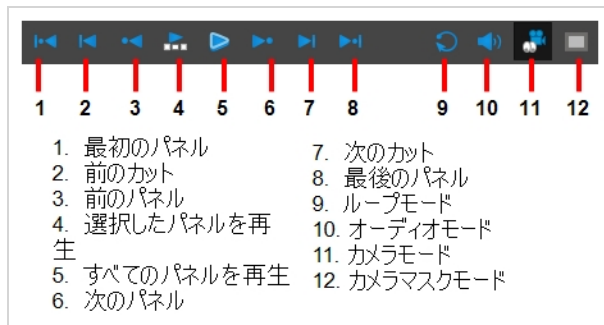 1 2 3 4 5 6 7 8 9 10 11 12
1. 最初のパネル
2. 前のカット
3. 前のパネル
4. 選択したパネルを再
生
5. すべてのパネルを再生
6. 次のパネル
7. 次のカット
8. 最後のパネル
9. ループモード
10. オーディオモード
11. カメラモード
12. カメラマスクモード